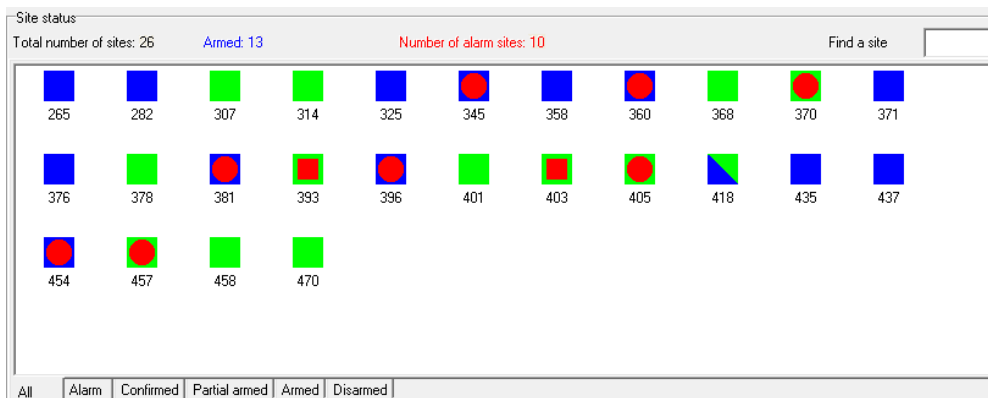 Site status
Total number of sites: 26 Armed: 13 Number of alarm sites: 10 Find a site
265 282 307 314 325 345 358 360 368 370 371
376 378 381 393 396 401 403 405 418 435 437
454 457 458 470
All Alarm Confirmed Partial armed Armed Disarmed